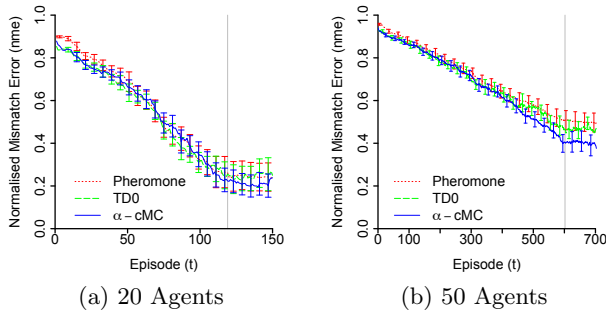 Normalised Mismatch Error (nme)
1.0
0.8
0.6
0.4
0.2
0.0
Pheromone
TD0
α − cMC
0 50 100 150
Episode (t)
(a) 20 Agents
Normalised Mismatch Error (nme)
1.0
0.8
0.6
0.4
0.2
0.0
Pheromone
TD0
α − cMC
0 100 300 500 700
Episode (t)
(b) 50 Agents